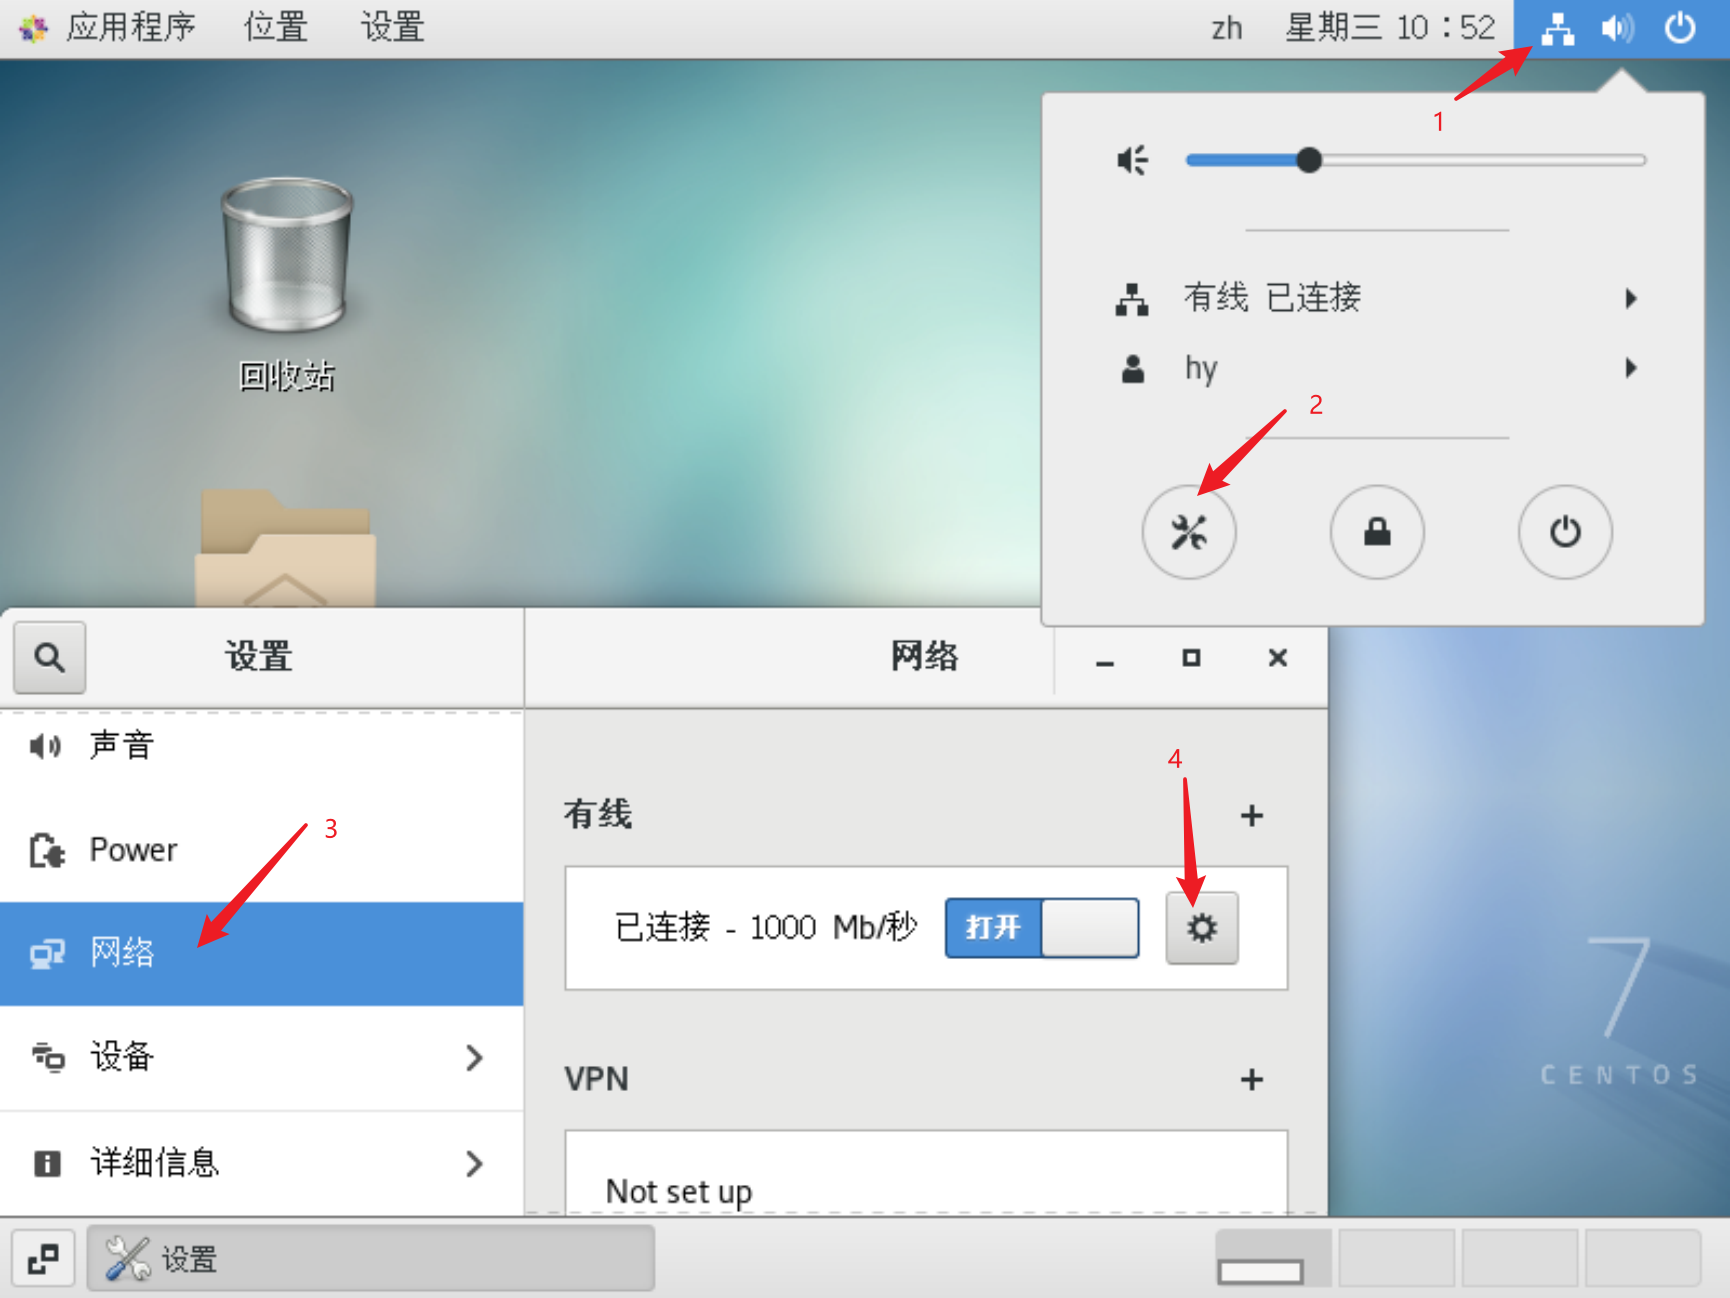 应用程序 位置 设置 zh 星期三 10:52
1
回收站
有线 已连接
hy
2
设置 网络
声音
Power
3
网络
设备
详细信息
4
有线
已连接 - 1000 Mb/秒 打开
VPN
Not set up
7
CENTOS
设置